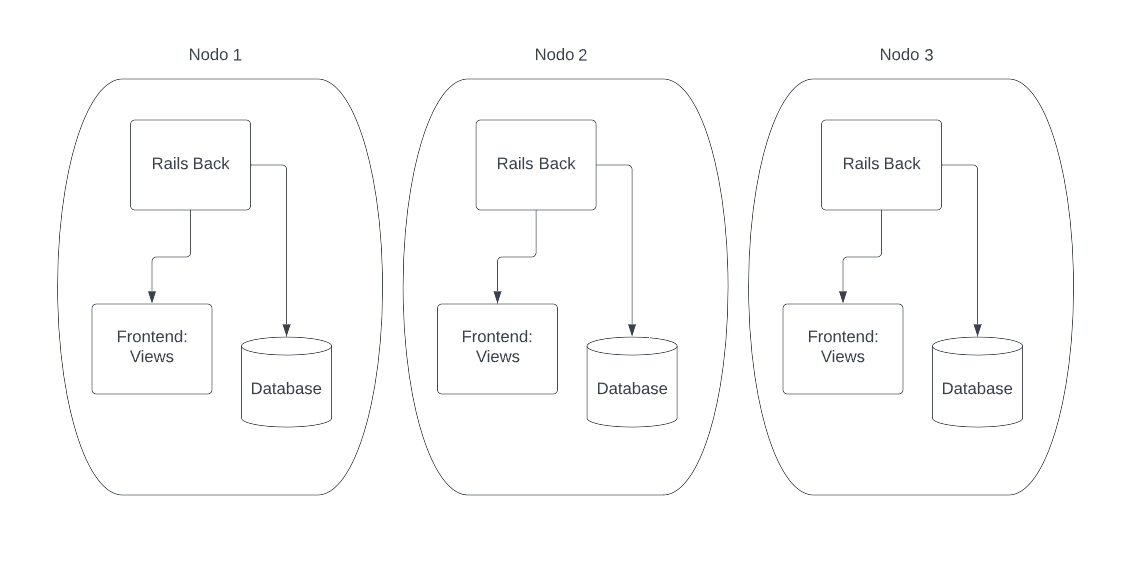 Nodo 1
Nodo 2
Nodo 3
Rails Back
Rails Back
Rails Back
Frontend:
Views
Database
Frontend:
Views
Database
Frontend:
Views
Database